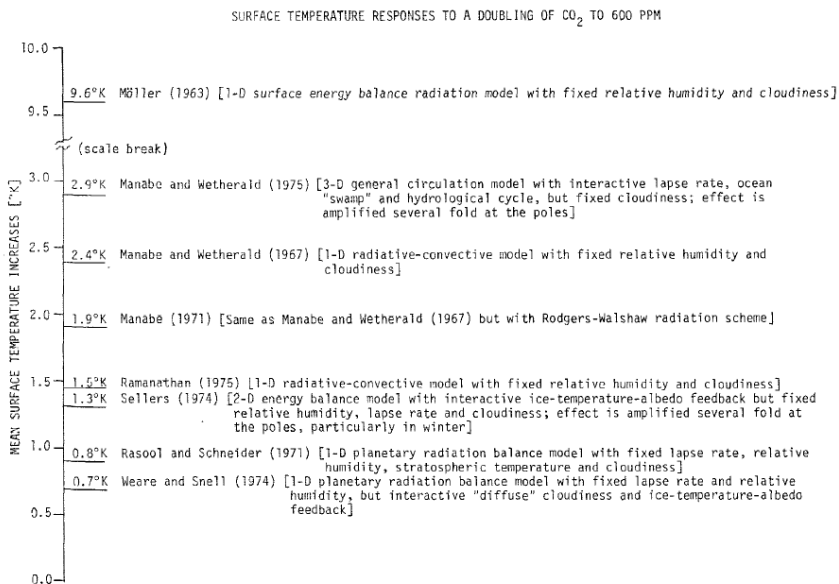 SURFACE TEMPERATURE RESPONSES TO A DOUBLING OF CO2 TO 600 PPM
MEAN SURFACE TEMPERATURE INCREASES [°K]
10.0
9.6°K Möller (1963) [1-D surface energy balance radiation model with fixed relative humidity and cloudiness]
9.5
(scale break)
3.0
2.9°K Manabe and Wetherald (1975) [3-D general circulation model with interactive lapse rate, ocean
"swamp" and hydrological cycle, but fixed cloudiness; effect is
amplified several fold at the poles]
2.5
2.4°K Manabe and Wetherald (1967) [1-D radiative-convective model with fixed relative humidity and
cloudiness]
2.0
1.9°K Manabe (1971) [Same as Manabe and Wetherald (1967) but with Rodgers-Walshaw radiation scheme]
1.5
1.5°K Ramanathan (1975) [1-D radiative-convective model with fixed relative humidity and cloudiness]
1.3°K Sellers (1974) [2-D energy balance model with interactive ice-temperature-albedo feedback but fixed
relative humidity, lapse rate and cloudiness; effect is amplified several fold at
the poles, particularly in winter]
1.0
0.8°K Rasool and Schneider (1971) [1-D planetary radiation balance model with fixed lapse rate, relative
humidity, stratospheric temperature and cloudiness]
0.7°K Weare and Snell (1974) [1-D planetary radiation balance model with fixed lapse rate and relative
humidity, but interactive "diffuse" cloudiness and ice-temperature-albedo
feedback]
0.5
0.0